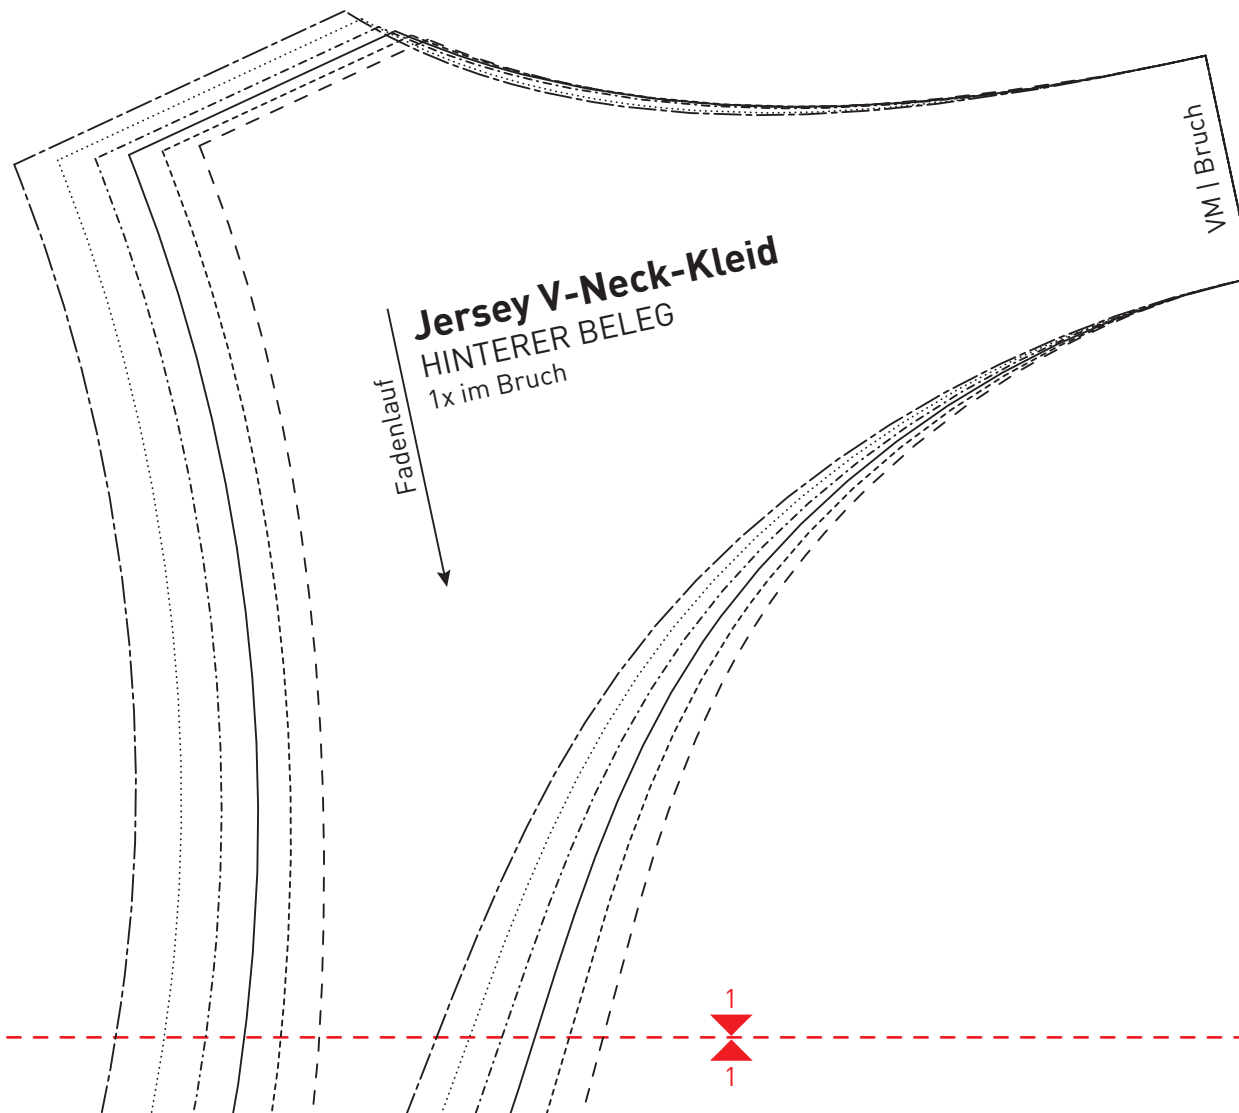 VM | Bruch
Jersey V-Neck-Kleid
HINTERER BELEG
1x im Bruch
Fadenlauf
1
1